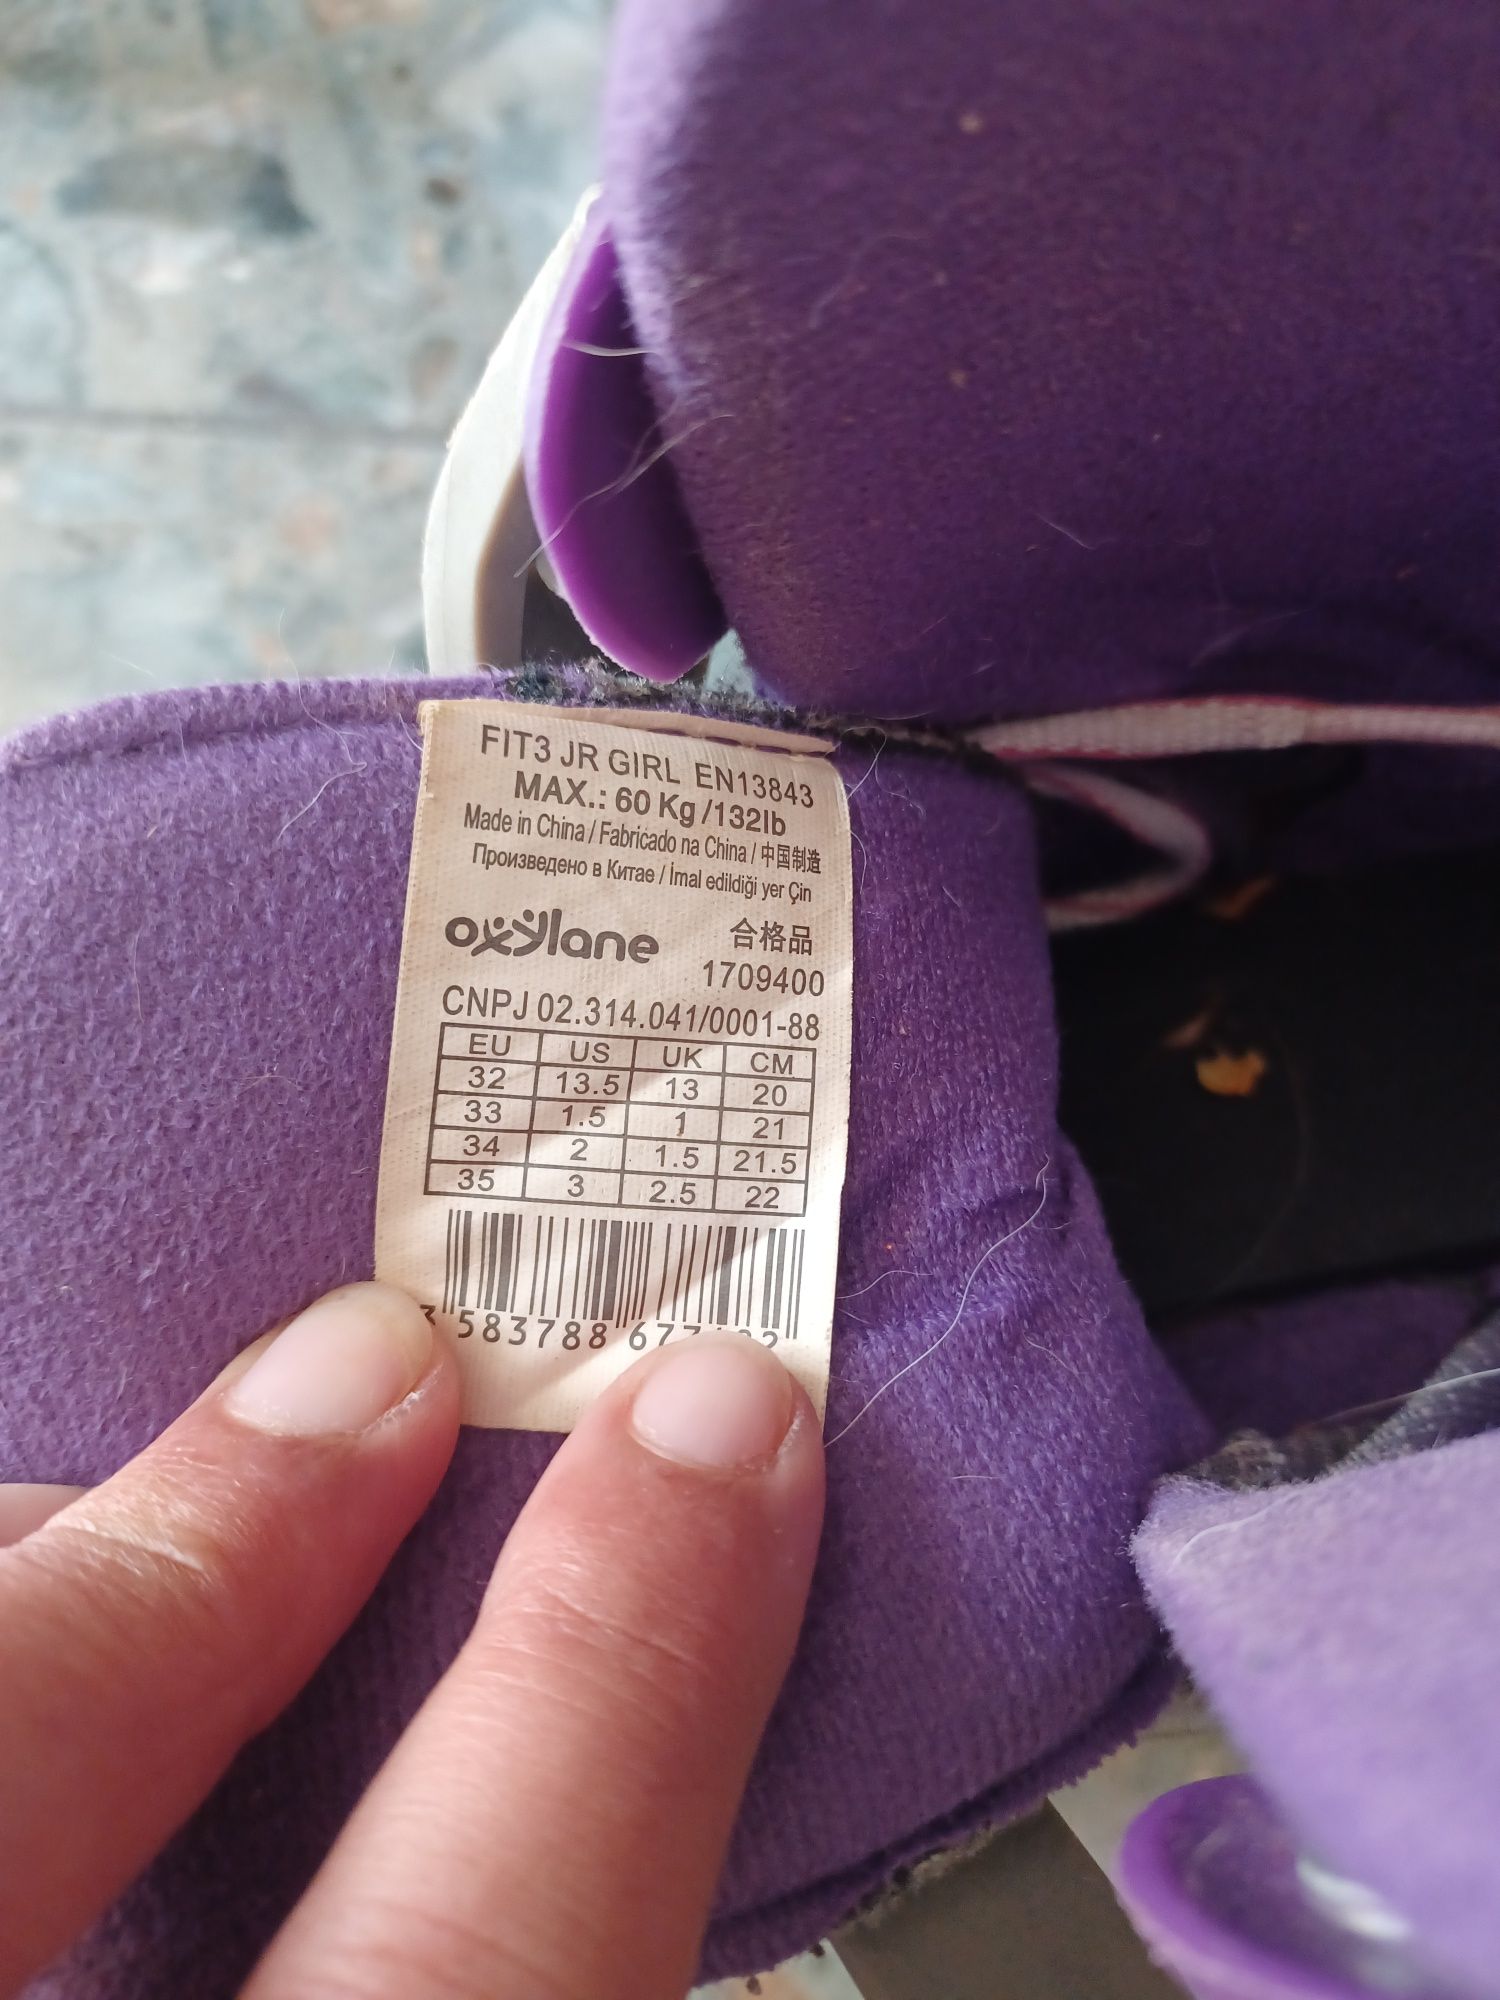 FIT3 JR GIRL EN13843
MAX.: 60 Kg /132lb
Made in China / Fabricado na China / 中国制造
Произведено в Китае / İmal edildiği yer Çin
oxylane 合格品
1709400
CNPJ 02.314.041/0001-88
EU US UK CM
32 13.5 13 20
33 1.5 1 21
34 2 1.5 21.5
35 3 2.5 22
3 583788